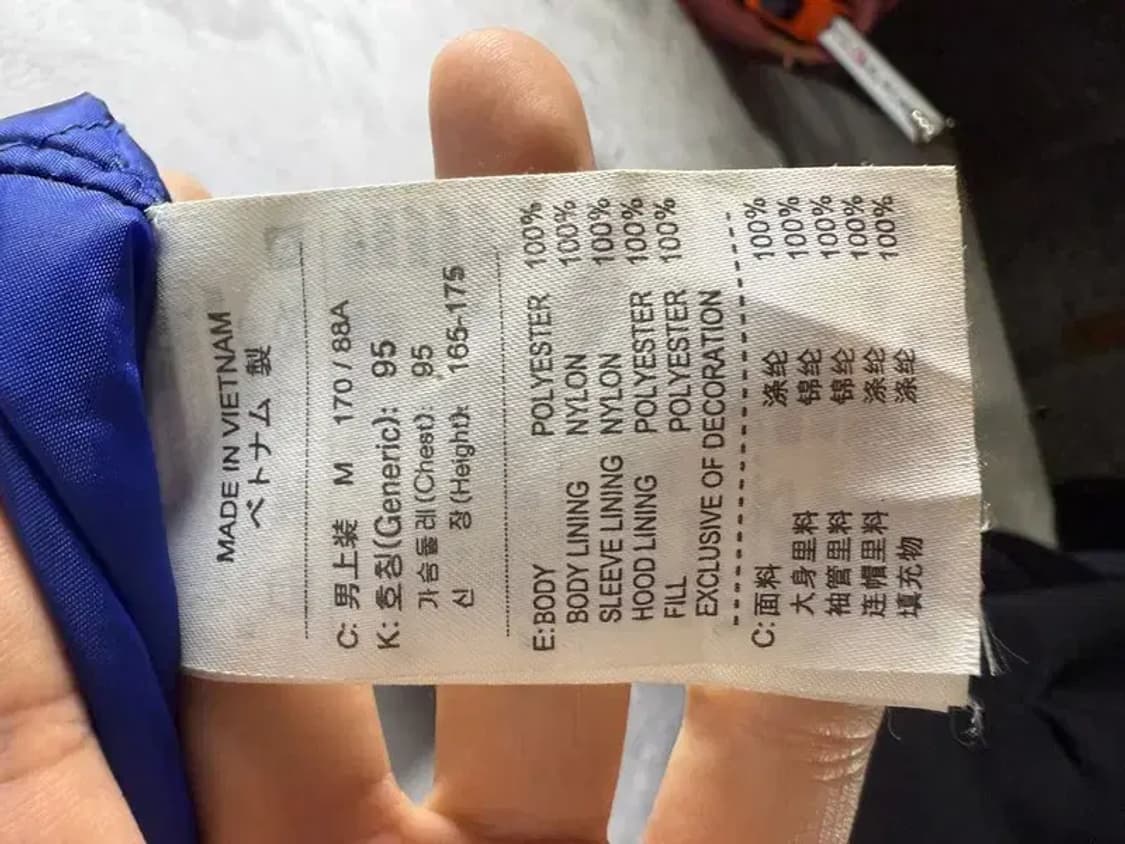 MADE IN VIETNAM
ベトナム 製
C: 男上装 M 170 / 88A
K: 호칭(Generic): 95
가슴둘레(Chest): 95
신 장(Height): 165-175
E: BODY POLYESTER 100%
BODY LINING NYLON 100%
SLEEVE LINING NYLON 100%
HOOD LINING POLYESTER 100%
FILL POLYESTER 100%
EXCLUSIVE OF DECORATION
C: 面料 涤纶 100%
大身里料 锦纶 100%
袖管里料 锦纶 100%
连帽里料 涤纶 100%
填充物 涤纶 100%